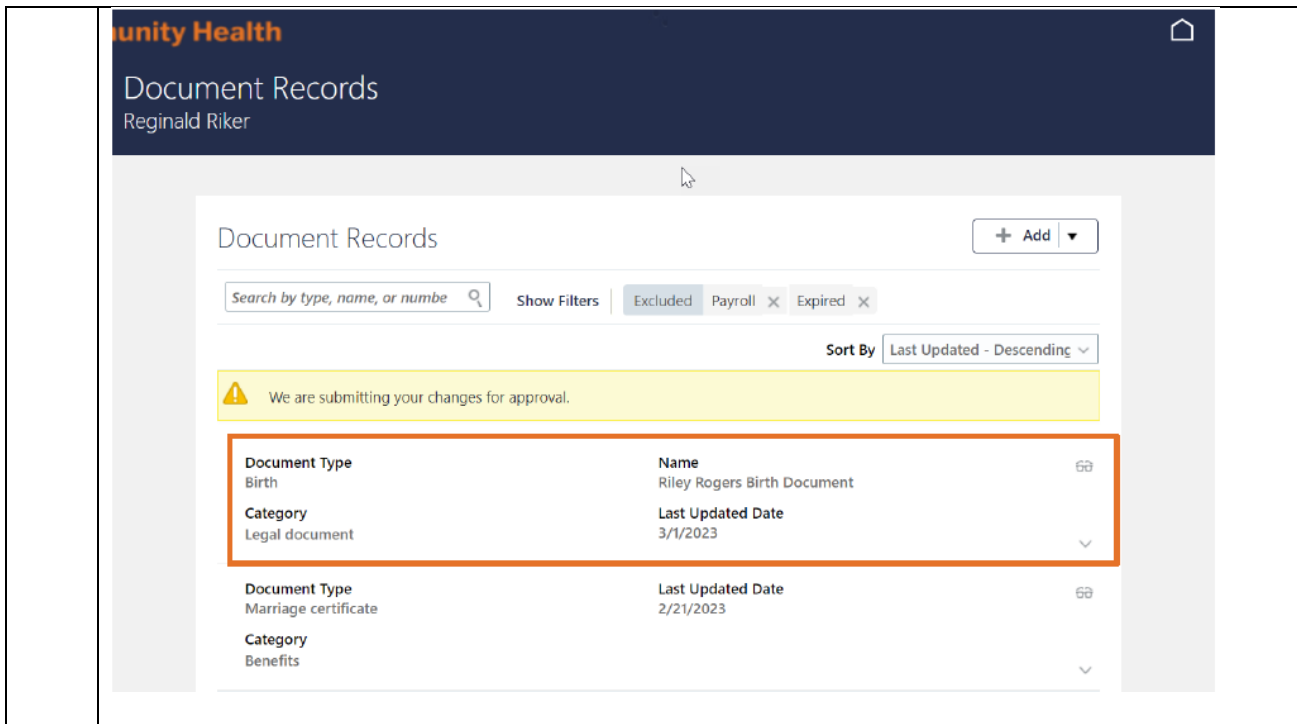 unity Health
Document Records
Reginald Riker
Document Records
+ Add
Search by type, name, or numbe
Show Filters
Excluded Payroll × Expired ×
Sort By Last Updated - Descending
We are submitting your changes for approval.
Document Type Name
Birth Riley Rogers Birth Document
Category Last Updated Date
Legal document 3/1/2023
Document Type Last Updated Date
Marriage certificate 2/21/2023
Category
Benefits